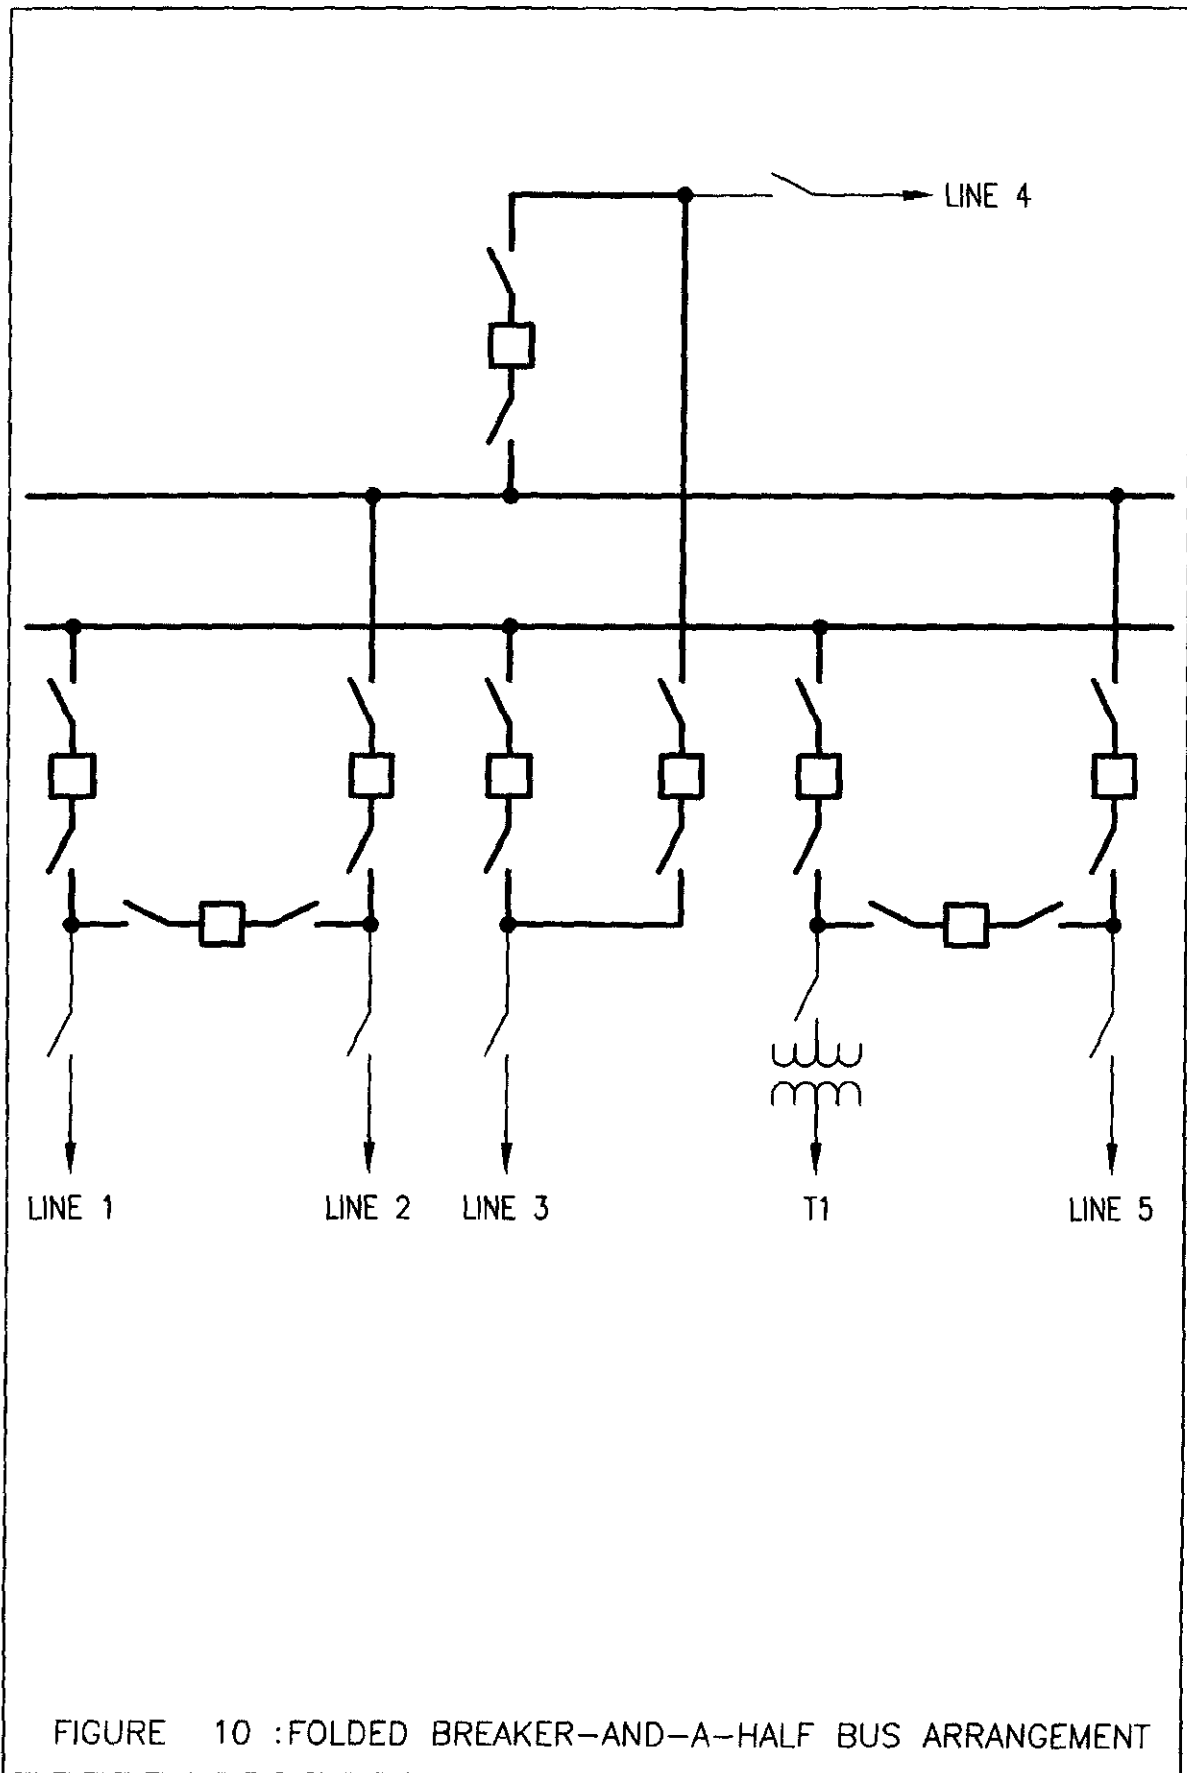 LINE 4
LINE 1
LINE 2
LINE 3
T1
LINE 5
FIGURE 10 :FOLDED BREAKER-AND-A-HALF BUS ARRANGEMENT